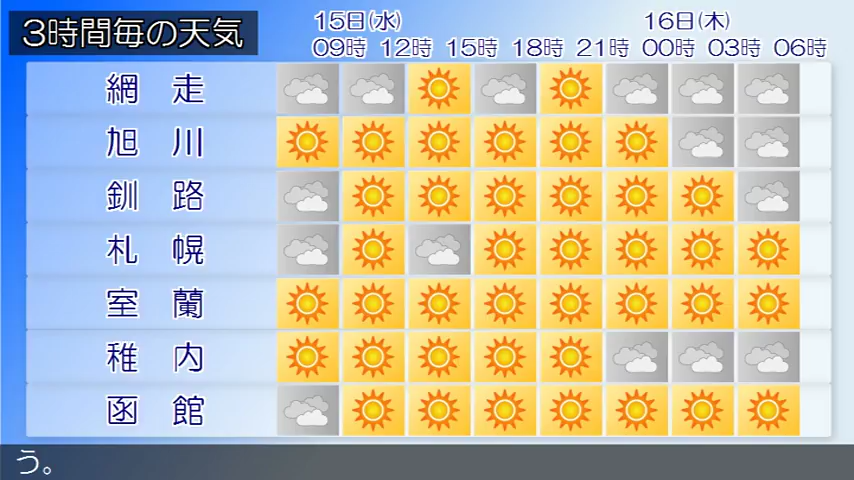 3時間毎の天気
15日(水) 16日(木)
09時 12時 15時 18時 21時 00時 03時 06時
網走
旭川
釧路
札幌
室蘭
稚内
函館
う。